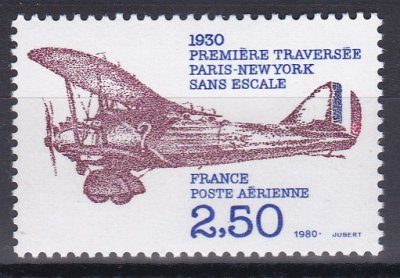 1930
PREMIÈRE TRAVERSÉE
PARIS-NEW YORK
SANS ESCALE
?
FRANCE
POSTE AÉRIENNE
2,50
1980· JUBERT